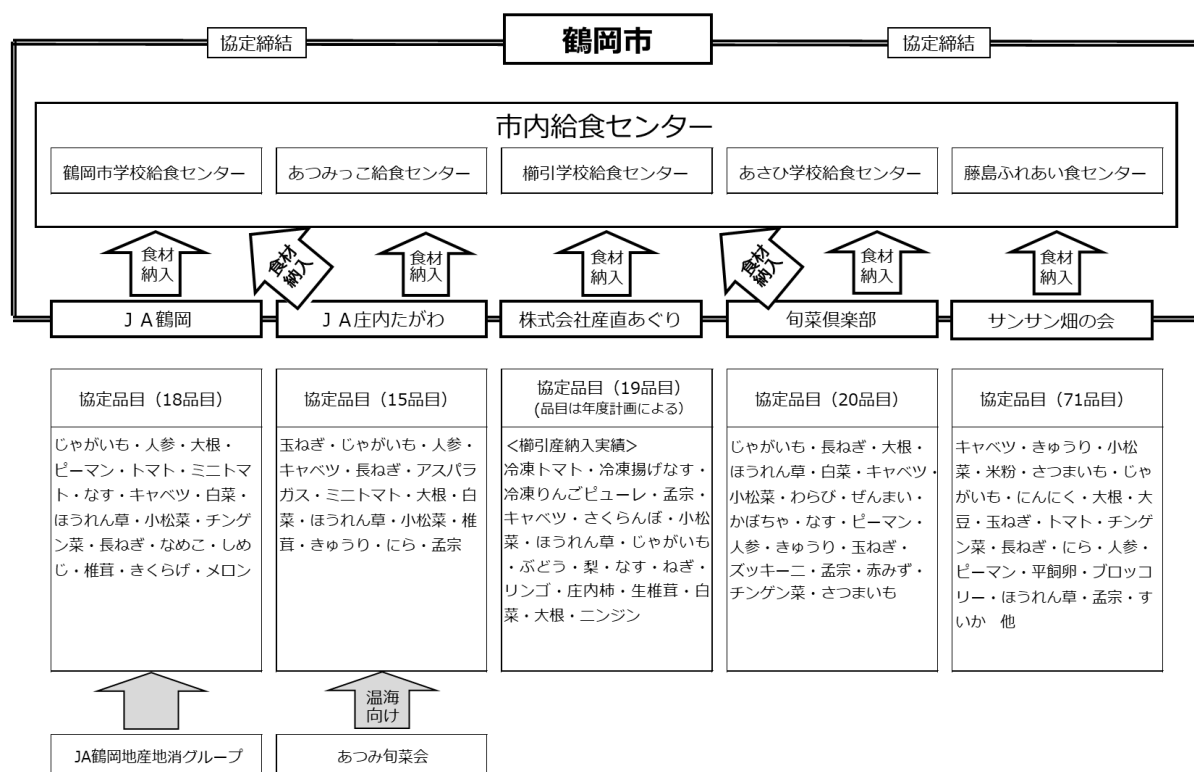 鶴岡市
協定締結
協定締結
市内給食センター
鶴岡市学校給食センター
あつみっこ給食センター
櫛引学校給食センター
あさひ学校給食センター
藤島ふれあい食センター
食材
納入
食材
納入
食材
納入
食材
納入
食材
納入
食材
納入
食材
納入
ＪＡ鶴岡
ＪＡ庄内たがわ
株式会社産直あぐり
旬菜倶楽部
サンサン畑の会
協定品目（18品目）
じゃがいも・人参・大根・
ピーマン・トマト・ミニトマ
ト・なす・キャベツ・白菜・
ほうれん草・小松菜・チンゲ
ン菜・長ねぎ・なめこ・しめ
じ・椎茸・きくらげ・メロン
協定品目（15品目）
玉ねぎ・じゃがいも・人参・
キャベツ・長ねぎ・アスパラ
ガス・ミニトマト・大根・白
菜・ほうれん草・小松菜・椎
茸・きゅうり・にら・孟宗
協定品目（19品目）
(品目は年度計画による）
＜櫛引産納入実績＞
冷凍トマト・冷凍揚げなす・
冷凍りんごピューレ・孟宗・
キャベツ・さくらんぼ・小松
菜・ほうれん草・じゃがいも
・ぶどう・梨・なす・ねぎ・
リンゴ・庄内柿・生椎茸・白
菜・大根・ニンジン
協定品目（20品目）
じゃがいも・長ねぎ・大根・
ほうれん草・白菜・キャベツ・
小松菜・わらび・ぜんまい・
かぼちゃ・なす・ピーマン・
人参・きゅうり・玉ねぎ・
ズッキーニ・孟宗・赤みず・
チンゲン菜・さつまいも
協定品目（71品目）
キャベツ・きゅうり・小松
菜・米粉・さつまいも・じゃ
がいも・にんにく・大根・大
豆・玉ねぎ・トマト・チンゲ
ン菜・長ねぎ・にら・人参・
ピーマン・平飼卵・ブロッコ
リー・ほうれん草・孟宗・す
いか　他
温海
向け
JA鶴岡地産地消グループ
あつみ旬菜会